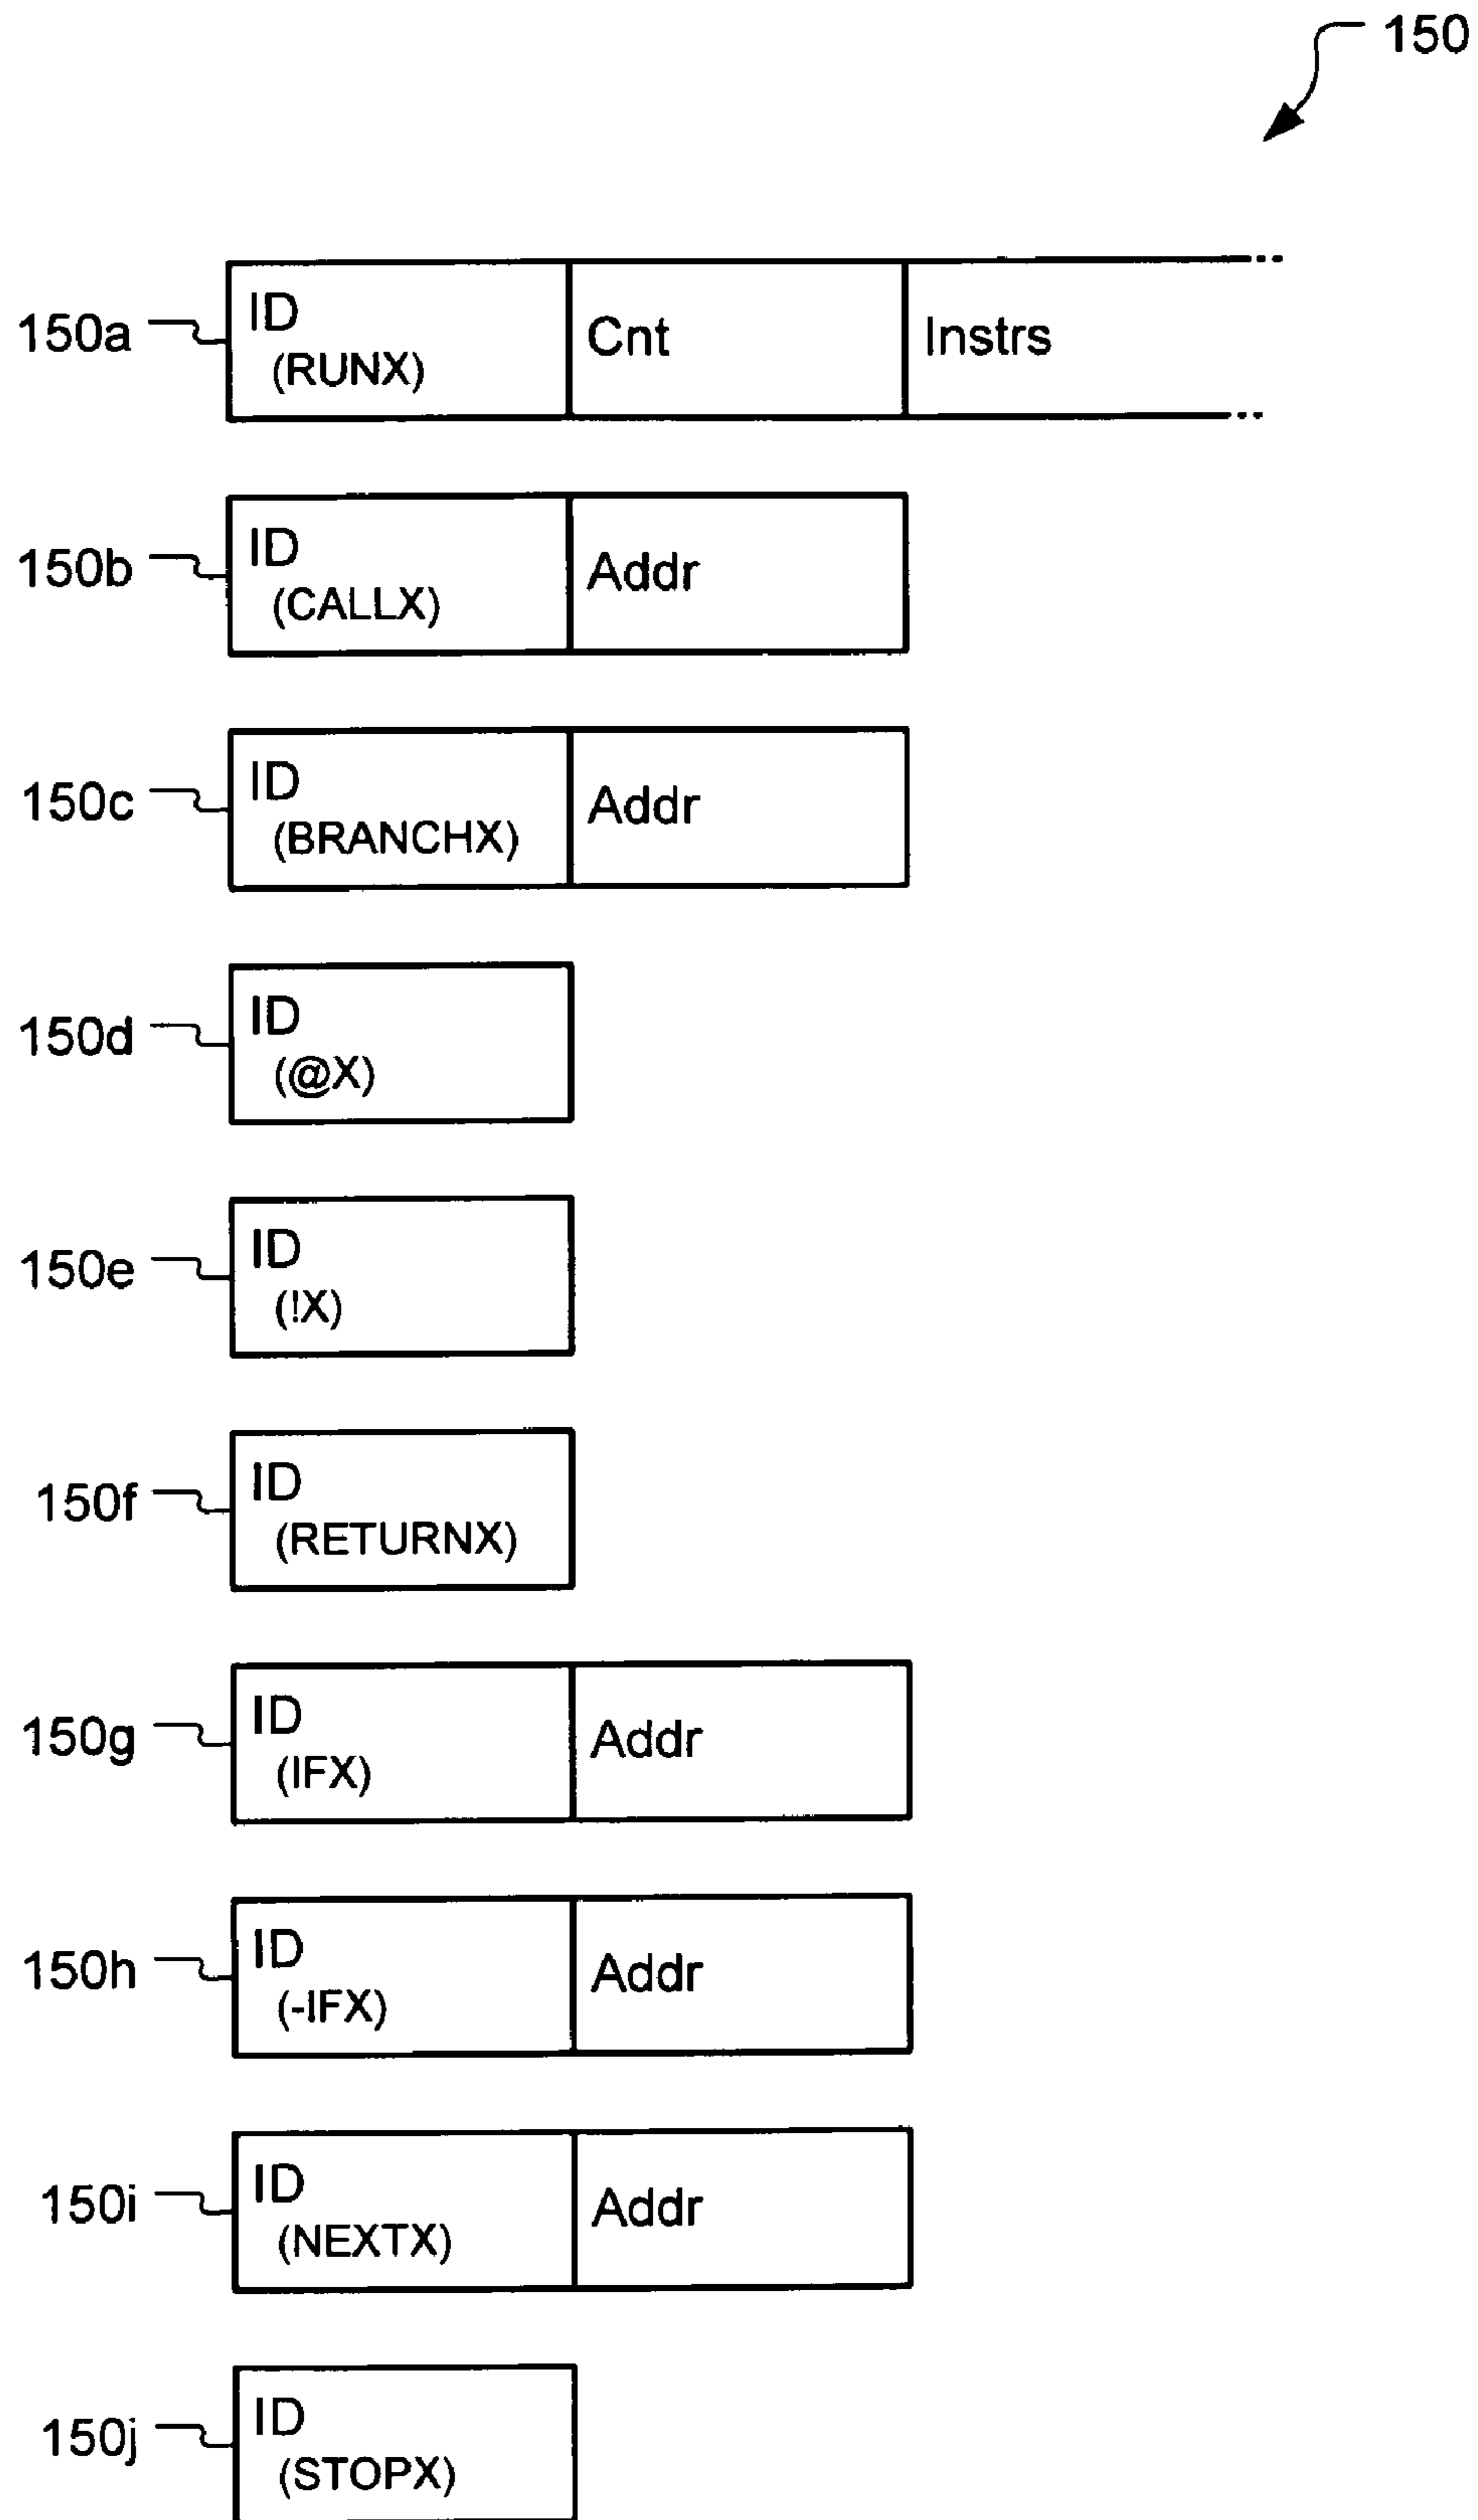 150
150a
ID
(RUNX)
Cnt
Instrs
150b
ID
(CALLX)
Addr
150c
ID
(BRANCHX)
Addr
150d
ID
(@X)
150e
ID
(!X)
150f
ID
(RETURNX)
150g
ID
(IFX)
Addr
150h
ID
(-IFX)
Addr
150i
ID
(NEXTX)
Addr
150j
ID
(STOPX)